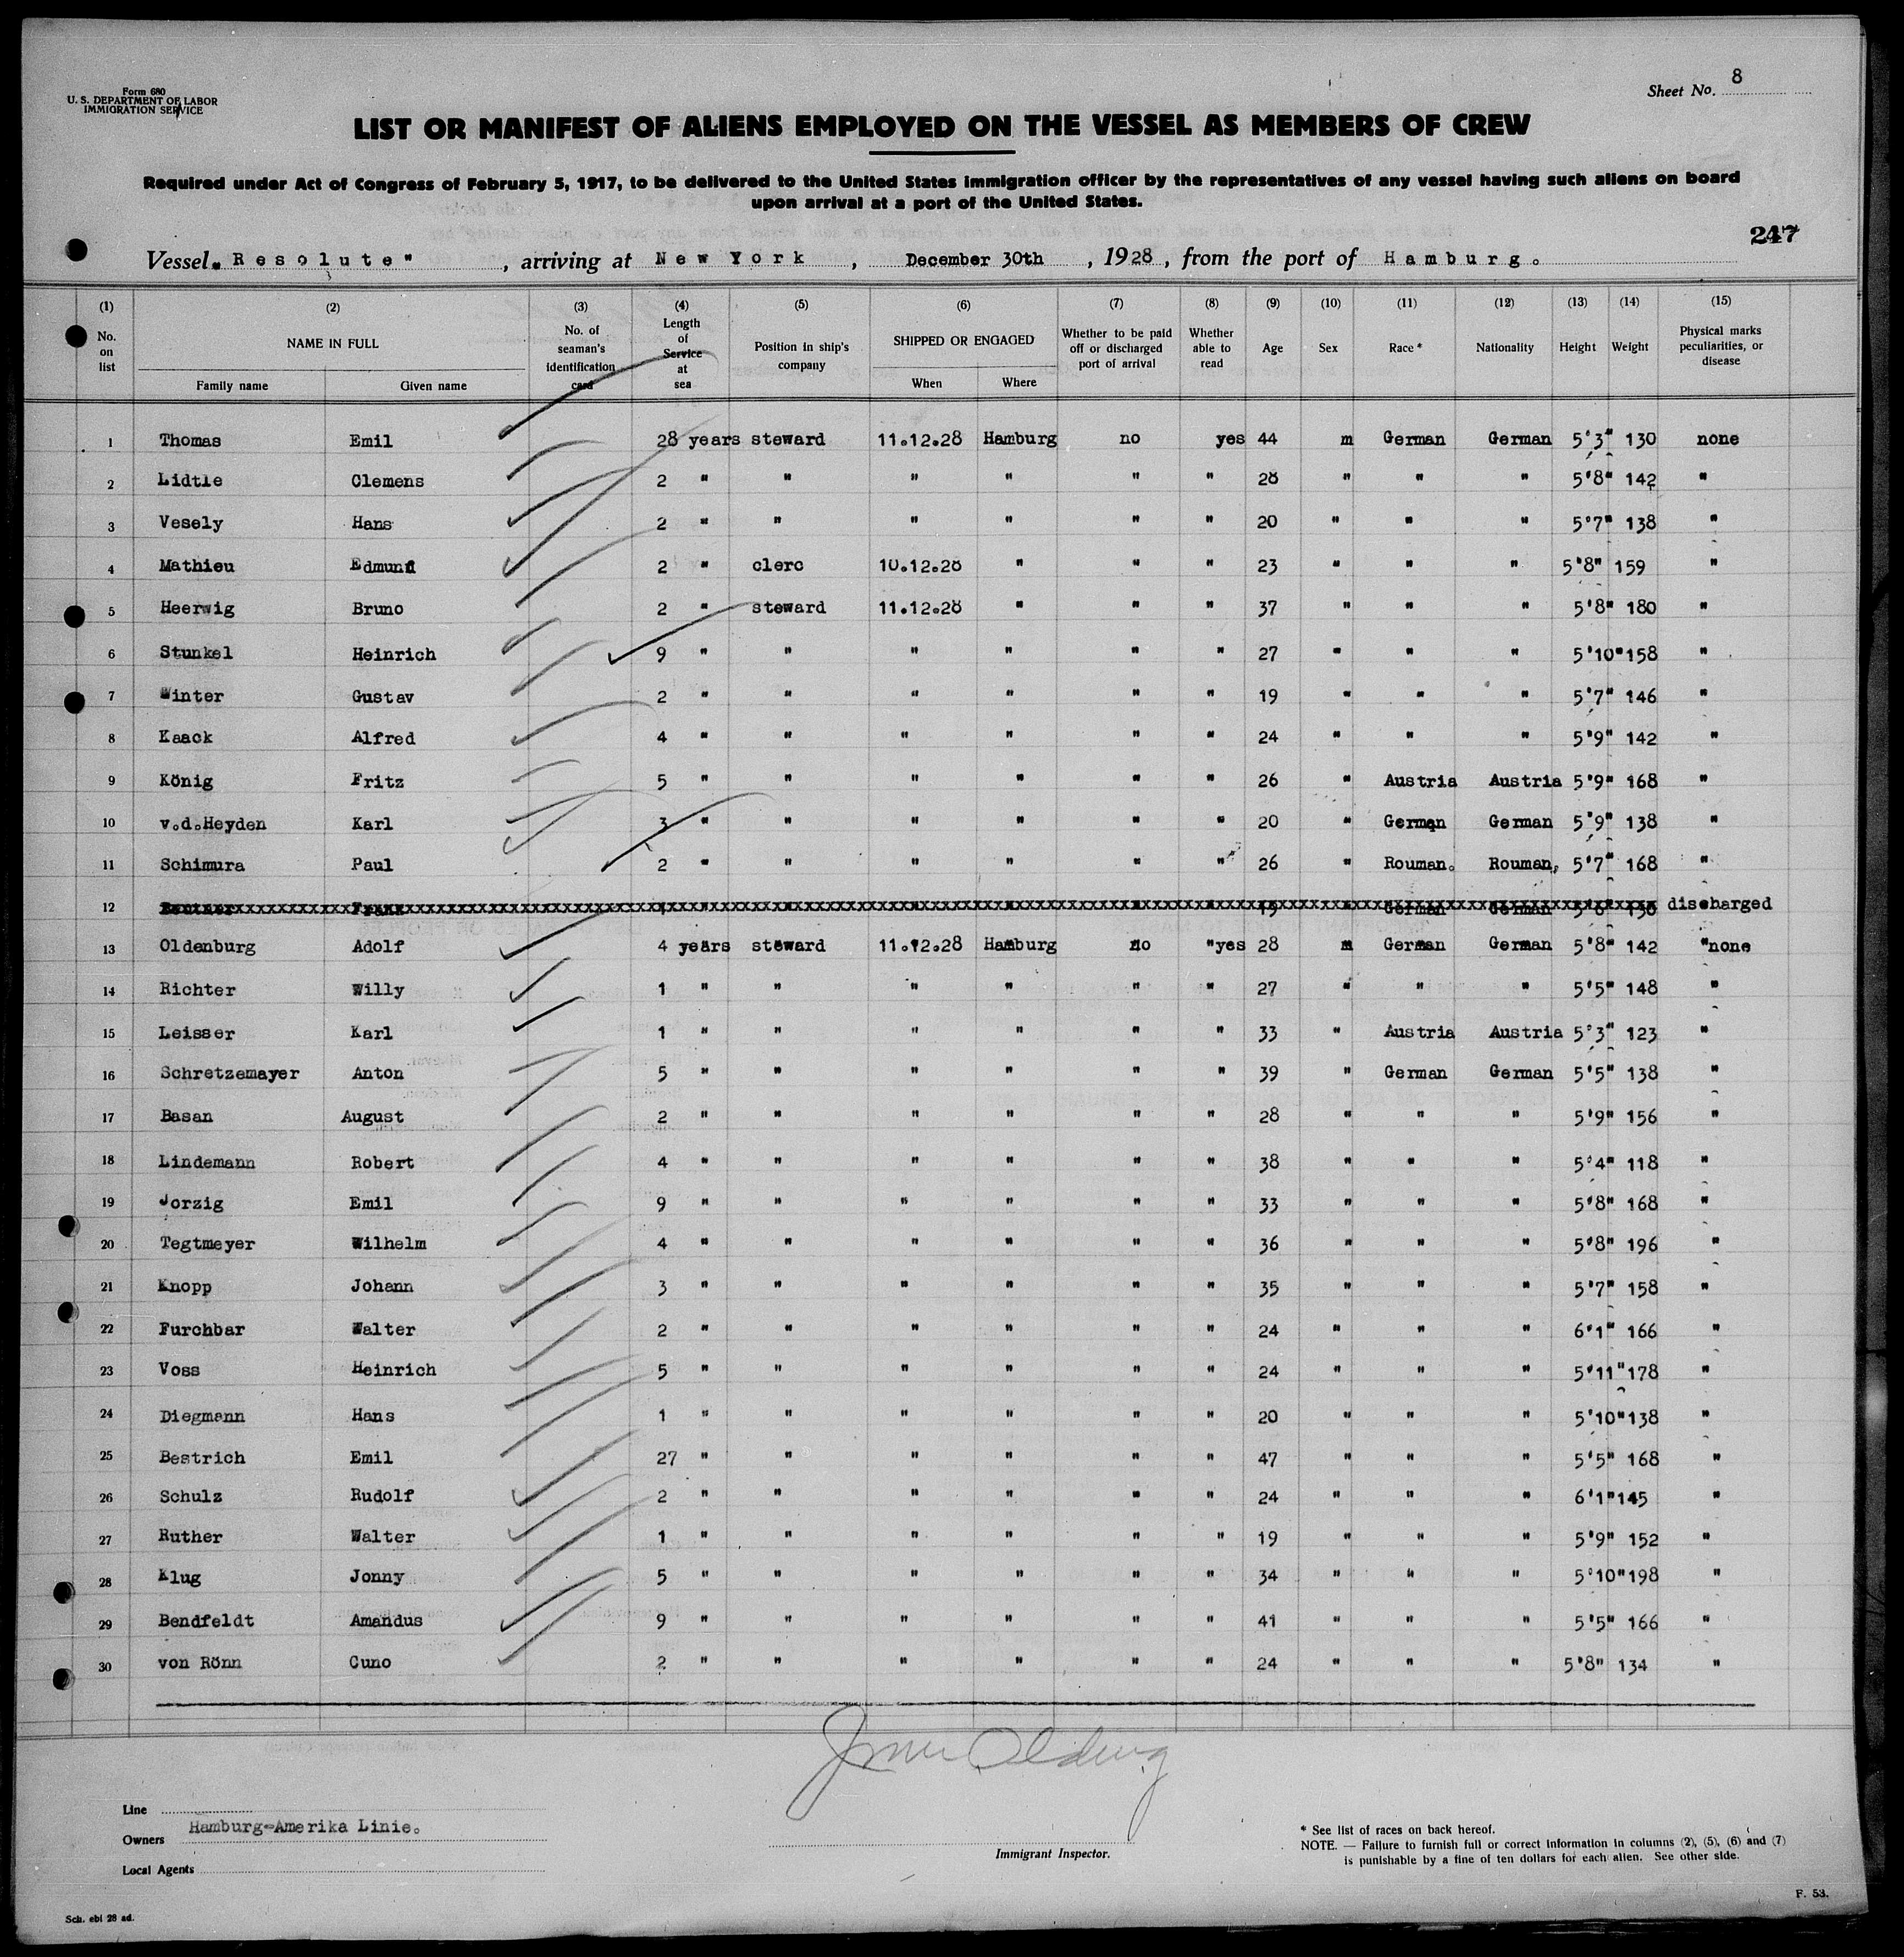 Form 680
U. S. DEPARTMENT OF LABOR
IMMIGRATION SERVICE
Sheet No. 8
LIST OR MANIFEST OF ALIENS EMPLOYED ON THE VESSEL AS MEMBERS OF CREW
Required under Act of Congress of February 5, 1917, to be delivered to the United States immigration officer by the representatives of any vessel having such aliens on board
upon arrival at a port of the United States.
247
Vessel "Resolute", arriving at New York, December 30th, 1928, from the port of Hamburg.
(1) (2) (3) (4) (5) (6) (7) (8) (9) (10) (11) (12) (13) (14) (15)
No. on list NAME IN FULL Family name Given name No. of seaman's identification card Length of Service at sea Position in ship's company SHIPPED OR ENGAGED When Where Whether to be paid off or discharged port of arrival Whether able to read Age Sex Race* Nationality Height Weight Physical marks peculiarities, or disease
1 Thomas Emil 28 years steward 11.12.28 Hamburg no yes 44 m German German 5'3" 130 none
2 Lidtle Clemens 2 " " " " " " 28 " " " 5'8" 142 "
3 Vesely Hans 2 " " " " " " 20 " " " 5'7" 138 "
4 Mathieu Edmund 2 " clerc 10.12.28 " " " 23 " " " 5'8" 159 "
5 Heerwig Bruno 2 " steward 11.12.28 " " " 37 " " " 5'8" 180 "
6 Stunkel Heinrich 9 " " " " " " 27 " " " 5'10" 158 "
7 Winter Gustav 2 " " " " " " 19 " " " 5'7" 146 "
8 Kaack Alfred 4 " " " " " " 24 " " " 5'9" 142 "
9 König Fritz 5 " " " " " " 26 " Austria Austria 5'9" 168 "
10 v.d.Heyden Karl 3 " " " " " " 20 " German German 5'9" 138 "
11 Schimura Paul 2 " " " " " " 26 " Rouman. Rouman, 5'7" 168 "
12 Frank 19 German German discharged
13 Oldenburg Adolf 4 years steward 11.12.28 Hamburg no "yes 28 m German German 5'8" 142 "none
14 Richter Willy 1 " " " " " " 27 " " " 5'5" 148 "
15 Leisser Karl 1 " " " " " " 33 " Austria Austria 5'3" 123 "
16 Schretzemayer Anton 5 " " " " " " 39 " German German 5'5" 138 "
17 Basan August 2 " " " " " " 28 " " " 5'9" 156 "
18 Lindemann Robert 4 " " " " " " 38 " " " 5'4" 118 "
19 Jorzig Emil 9 " " " " " " 33 " " " 5'8" 168 "
20 Tegtmeyer Wilhelm 4 " " " " " " 36 " " " 5'8" 196 "
21 Knopp Johann 3 " " " " " " 35 " " " 5'7" 158 "
22 Furchbar Walter 2 " " " " " " 24 " " " 6'1" 166 "
23 Voss Heinrich 5 " " " " " " 24 " " " 5'11" 178 "
24 Diegmann Hans 1 " " " " " " 20 " " " 5'10" 138 "
25 Bestrich Emil 27 " " " " " " 47 " " " 5'5" 168 "
26 Schulz Rudolf 2 " " " " " " 24 " " " 6'1" 145 "
27 Ruther Walter 1 " " " " " " 19 " " " 5'9" 152 "
28 Klug Jonny 5 " " " " " " 34 " " " 5'10" 198 "
29 Bendfeldt Amandus 9 " " " " " " 41 " " " 5'5" 166 "
30 von Rönn Cuno 2 " " " " " " 24 " " " 5'8" 134 "
Line
Owners Hamburg-Amerika Linie.
Local Agents
Immigrant Inspector.
* See list of races on back hereof.
NOTE. — Failure to furnish full or correct information in columns (2), (5), (6) and (7)
is punishable by a fine of ten dollars for each alien. See other side.
F. 53.
Sch. ebl 28 ad.